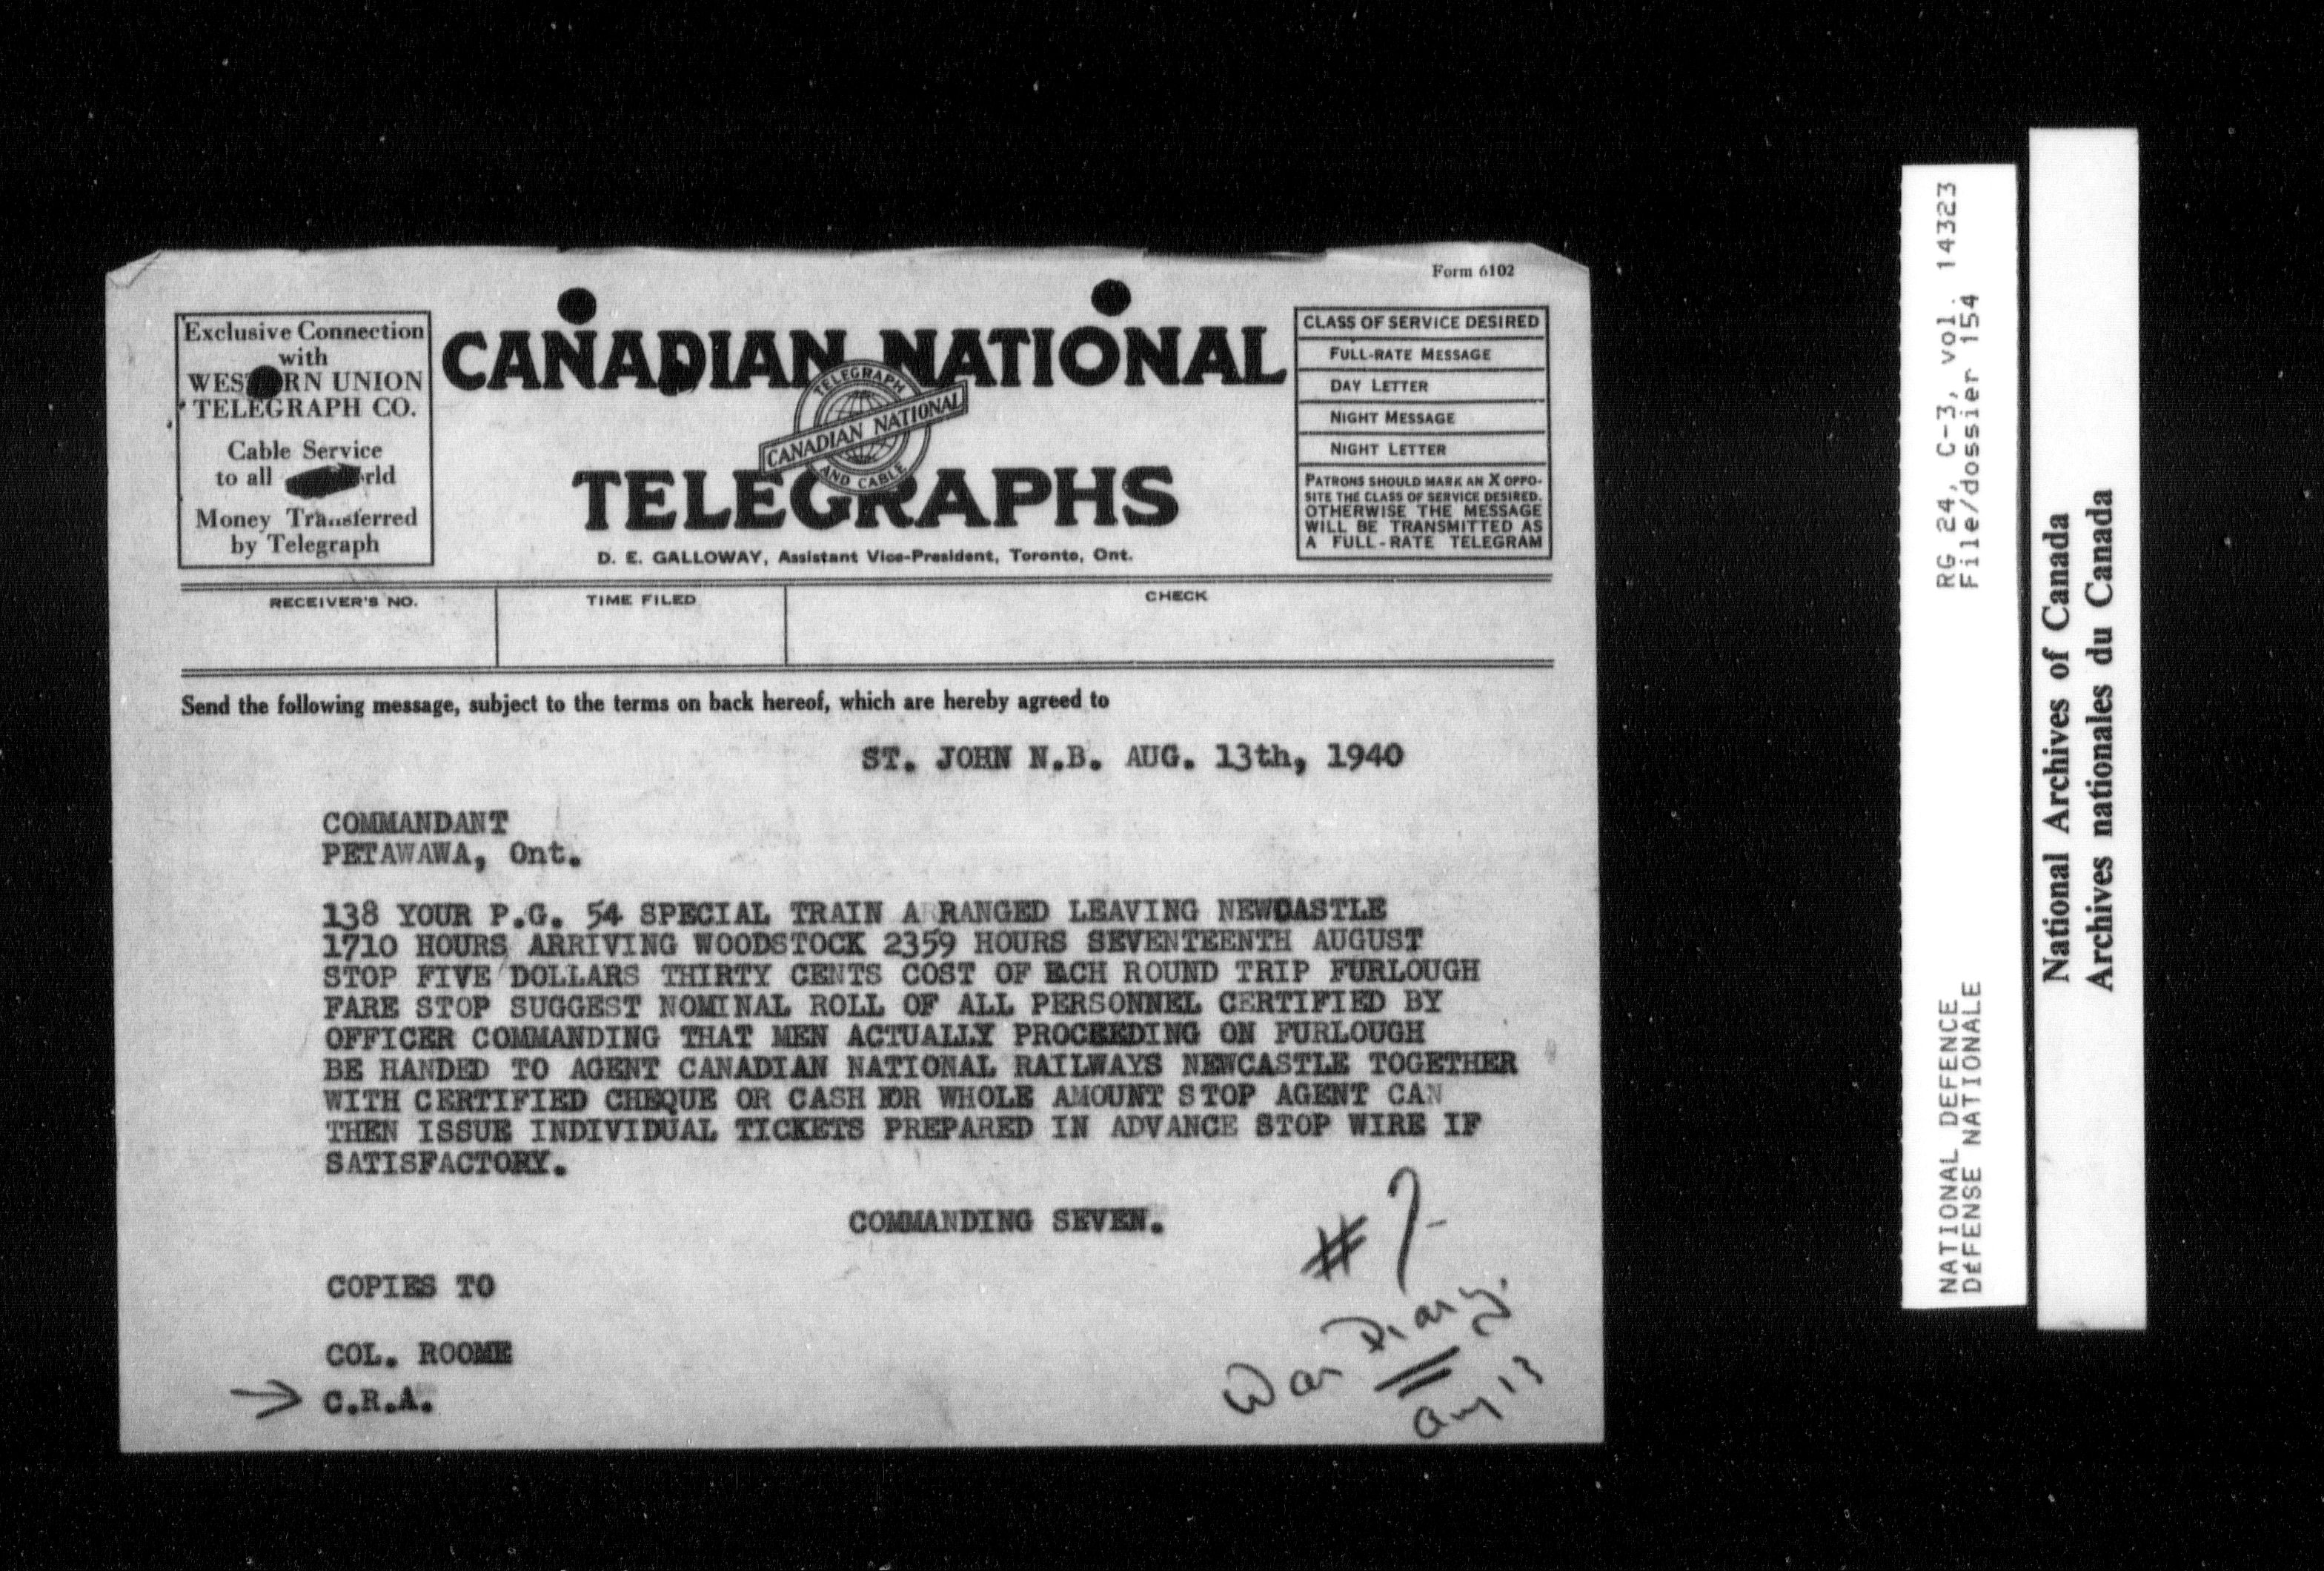 Form 6102
Exclusive Connection
with
WESTERN UNION
TELEGRAPH CO.
Cable Service
to all World
Money Transferred
by Telegraph
CANADIAN NATIONAL
TELEGRAPH
CANADIAN NATIONAL
AND CABLE
TELEGRAPHS
D. E. GALLOWAY, Assistant Vice-President, Toronto, Ont.
CLASS OF SERVICE DESIRED
FULL-RATE MESSAGE
DAY LETTER
NIGHT MESSAGE
NIGHT LETTER
PATRONS SHOULD MARK AN X OPPO-
SITE THE CLASS OF SERVICE DESIRED.
OTHERWISE THE MESSAGE
WILL BE TRANSMITTED AS
A FULL-RATE TELEGRAM
RECEIVER'S NO.
TIME FILED
CHECK
Send the following message, subject to the terms on back hereof, which are hereby agreed to
ST. JOHN N.B. AUG. 13th, 1940
COMMANDANT
PETAWAWA, Ont.
138 YOUR P.G. 54 SPECIAL TRAIN A RANGED LEAVING NEWCASTLE
1710 HOURS ARRIVING WOODSTOCK 2359 HOURS SEVENTEENTH AUGUST
STOP FIVE DOLLARS THIRTY CENTS COST OF EACH ROUND TRIP FURLOUGH
FARE STOP SUGGEST NOMINAL ROLL OF ALL PERSONNEL CERTIFIED BY
OFFICER COMMANDING THAT MEN ACTUALLY PROCEEDING ON FURLOUGH
BE HANDED TO AGENT CANADIAN NATIONAL RAILWAYS NEWCASTLE TOGETHER
WITH CERTIFIED CHEQUE OR CASH FOR WHOLE AMOUNT STOP AGENT CAN
THEN ISSUE INDIVIDUAL TICKETS PREPARED IN ADVANCE STOP WIRE IF
SATISFACTORY.
COMMANDING SEVEN.
# 7
War Diary
Aug 13
COPIES TO
COL. ROOME
→ C.R.A.
RG 24, C-3, vol. 14323
File/dossier 154
NATIONAL DEFENCE
DÉFENSE NATIONALE
National Archives of Canada
Archives nationales du Canada